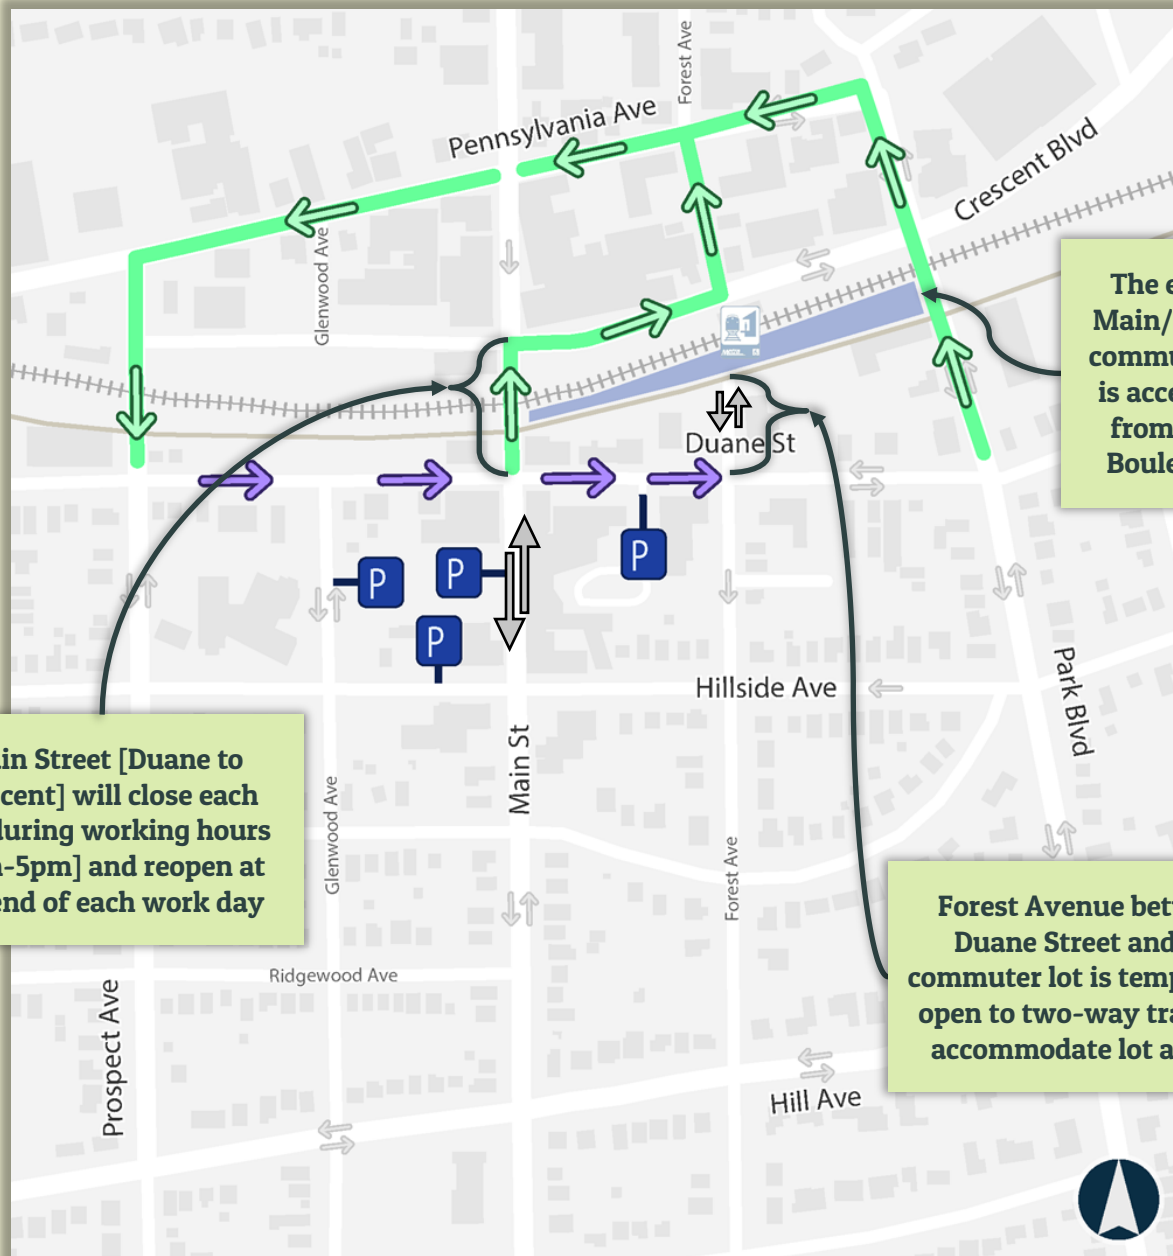 Forest Ave
Pennsylvania Ave
Crescent Blvd
Glenwood Ave
The e
Main/
commu
is acce
from
Boule
Duane St
P
P
P
P
Hillside Ave
Park Blvd
Main St
in Street [Duane to
cent] will close each
during working hours
-5pm] and reopen at
end of each work day
Glenwood Ave
Forest Ave
Forest Avenue bet
Duane Street and
commuter lot is temp
open to two-way tra
accommodate lot a
Ridgewood Ave
Prospect Ave
Hill Ave